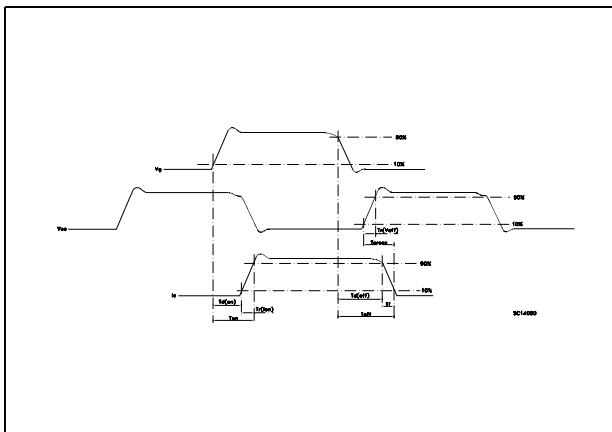 90%
Vg
10%
90%
Vce
10%
Tr(Voff)
Tcross
90%
Ic
10%
Td(on)
Td(off)
Tf
Tr(Ion)
Ton
Toff
SC14080